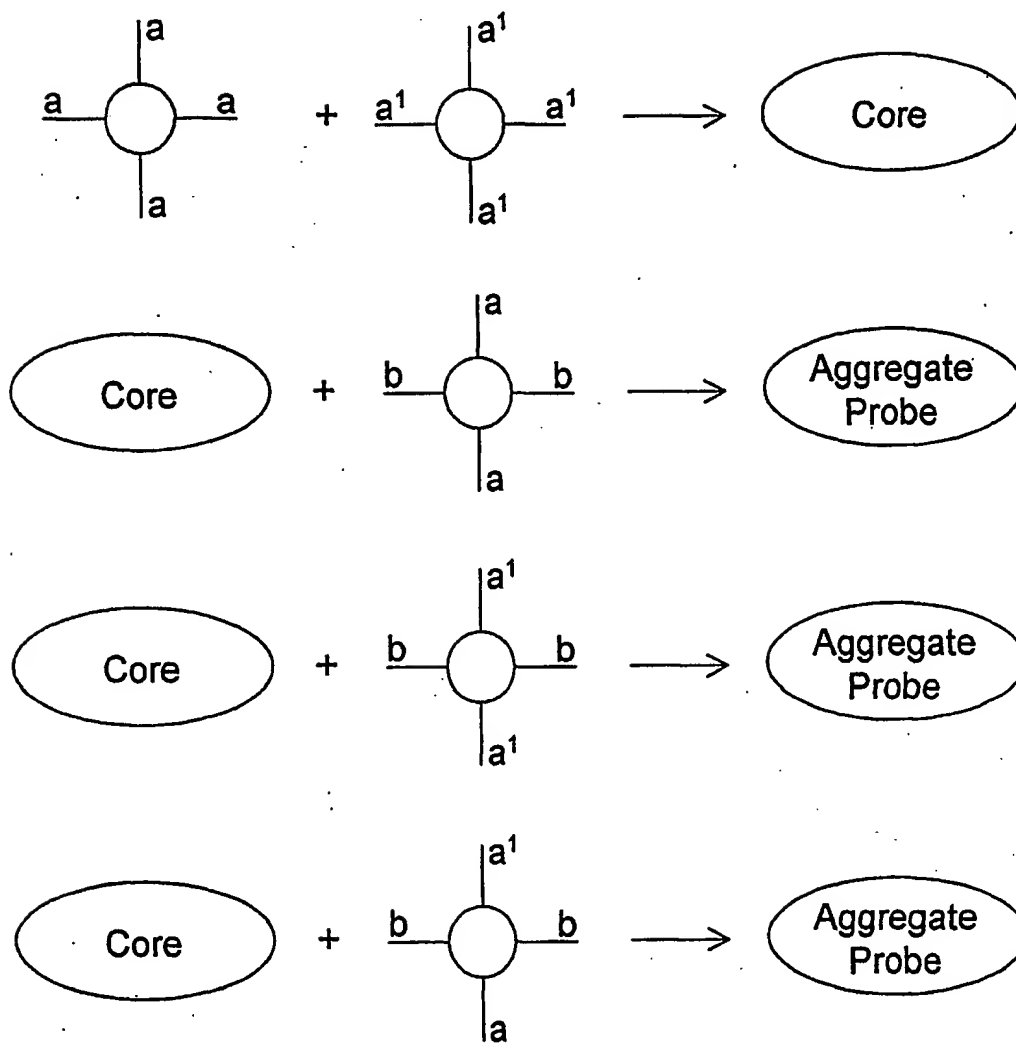 a a¹
a a + a¹ a¹ → Core
a a¹
a
Core + b b → Aggregate Probe
a
a¹
Core + b b → Aggregate Probe
a¹
a¹
Core + b b → Aggregate Probe
a